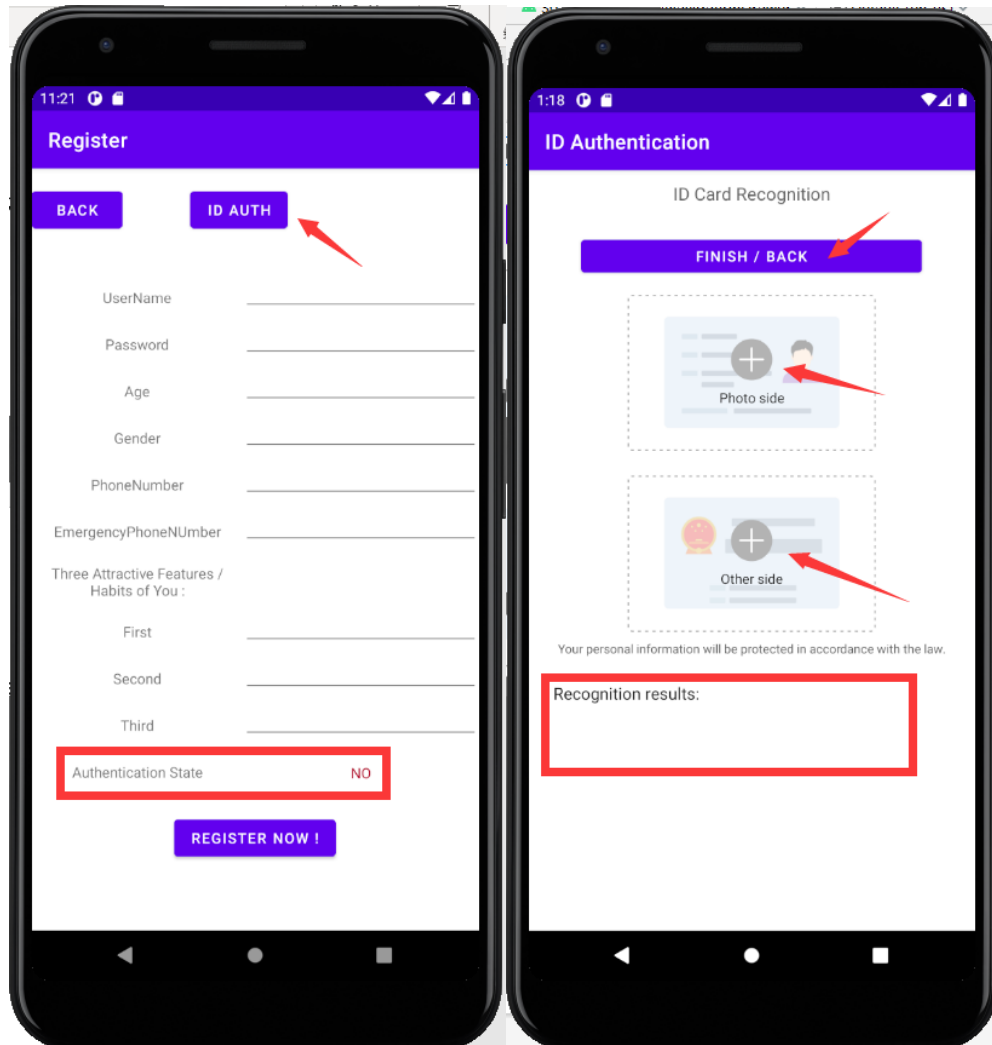 11:21
Register
BACK
ID AUTH
UserName
Password
Age
Gender
PhoneNumber
EmergencyPhoneNUmber
Three Attractive Features /
Habits of You :
First
Second
Third
Authentication State NO
REGISTER NOW !
1:18
ID Authentication
ID Card Recognition
FINISH / BACK
Photo side
Other side
Your personal information will be protected in accordance with the law.
Recognition results: